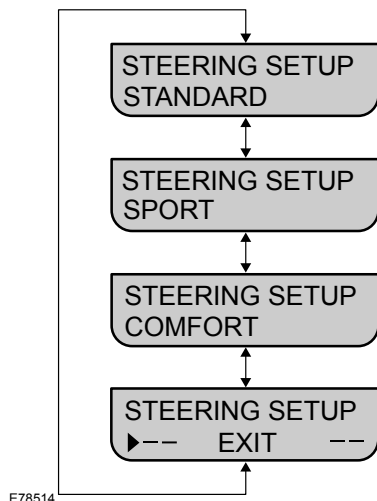 STEERING SETUP
STANDARD
STEERING SETUP
SPORT
STEERING SETUP
COMFORT
STEERING SETUP
▶-- EXIT --
E78514